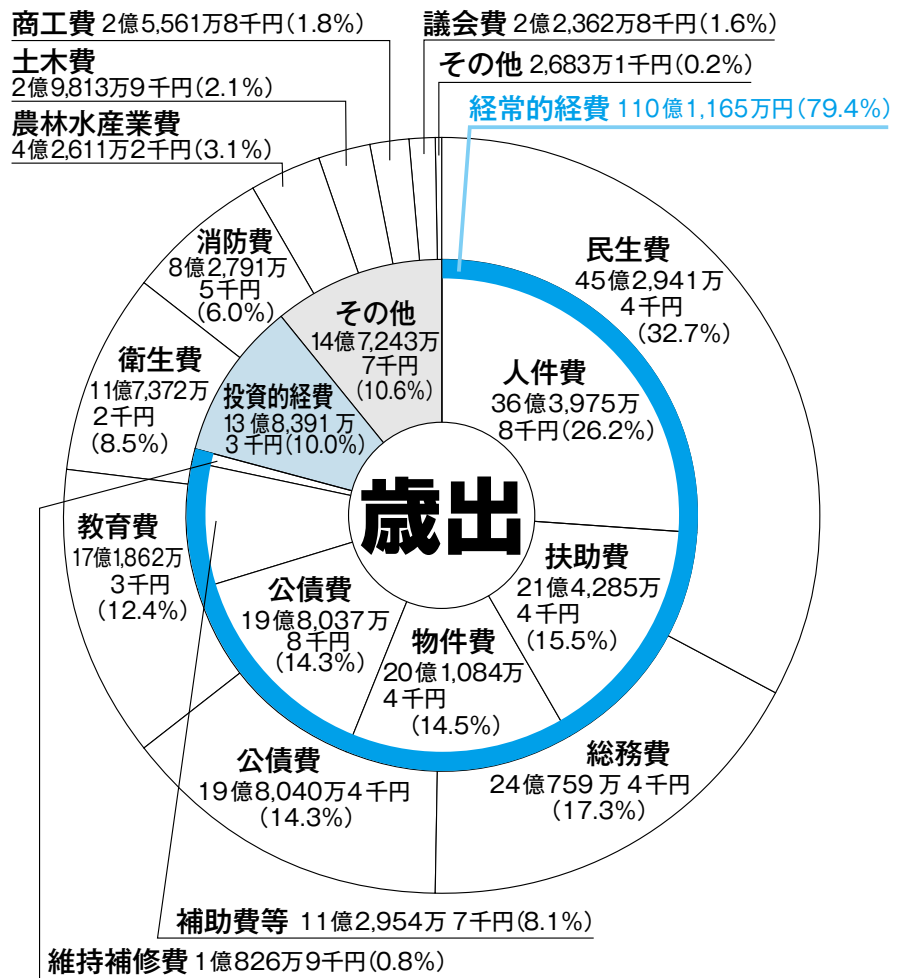 商工費 2億5,561万8千円(1.8%)
土木費
2億9,813万9千円(2.1%)
農林水産業費
4億2,611万2千円(3.1%)
議会費 2億2,362万8千円(1.6%)
その他 2,683万1千円(0.2%)
経常的経費 110億1,165万円(79.4%)
民生費
45億2,941万
4千円
(32.7%)
消防費
8億2,791万
5千円
(6.0%)
その他
14億7,243万
7千円
(10.6%)
衛生費
11億7,372万
2千円
(8.5%)
投資的経費
13億8,391万
3千円(10.0%)
人件費
36億3,975万
8千円(26.2%)
歳出
教育費
17億1,862万
3千円
(12.4%)
扶助費
21億4,285万
4千円
(15.5%)
公債費
19億8,037万
8千円
(14.3%)
物件費
20億1,084万
4千円
(14.5%)
公債費
19億8,040万4千円
(14.3%)
総務費
24億759万4千円
(17.3%)
補助費等 11億2,954万7千円(8.1%)
維持補修費 1億826万9千円(0.8%)